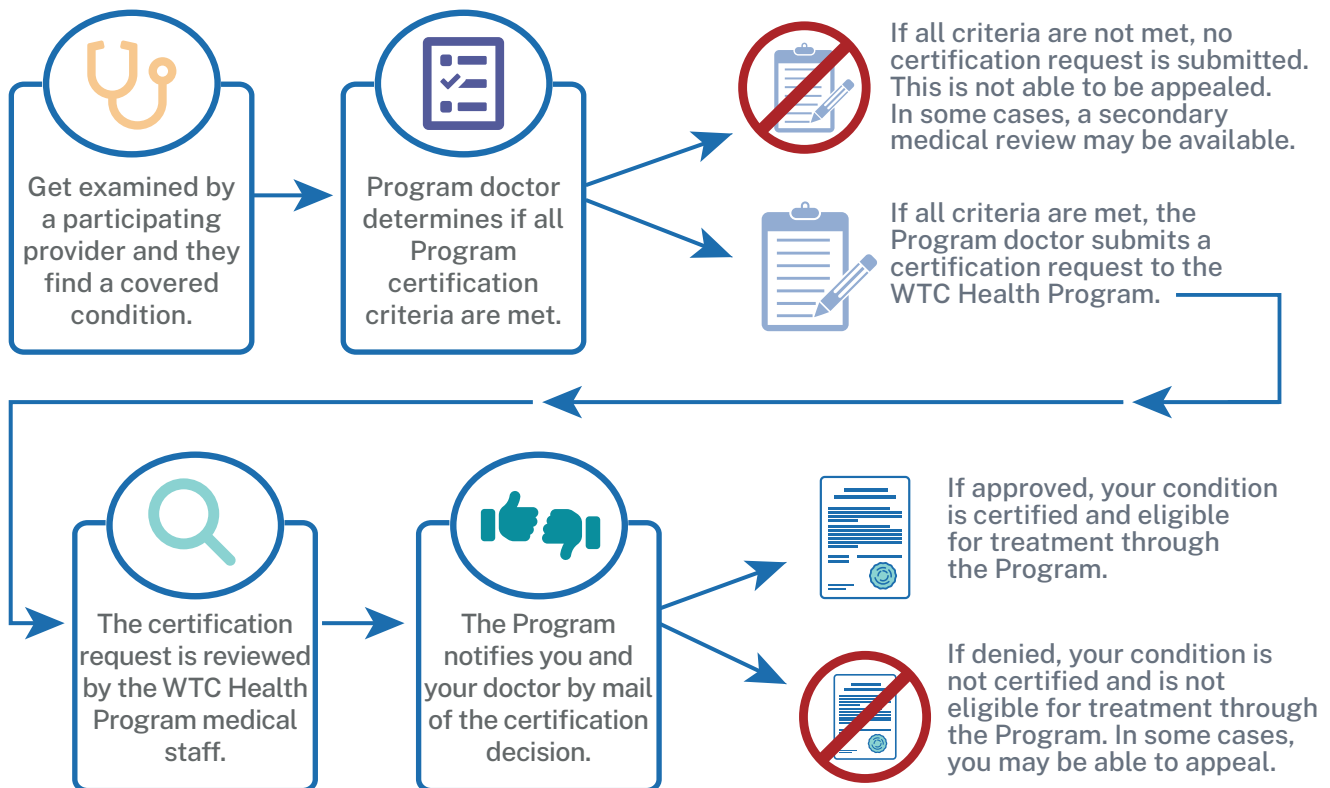 Get examined by
a participating
provider and they
find a covered
condition.
Program doctor
determines if all
Program
certification
criteria are met.
If all criteria are not met, no
certification request is submitted.
This is not able to be appealed.
In some cases, a secondary
medical review may be available.
If all criteria are met, the
Program doctor submits a
certification request to the
WTC Health Program.
The certification
request is reviewed
by the WTC Health
Program medical
staff.
The Program
notifies you and
your doctor by mail
of the certification
decision.
If approved, your condition
is certified and eligible
for treatment through
the Program.
If denied, your condition is
not certified and is not
eligible for treatment through
the Program. In some cases,
you may be able to appeal.